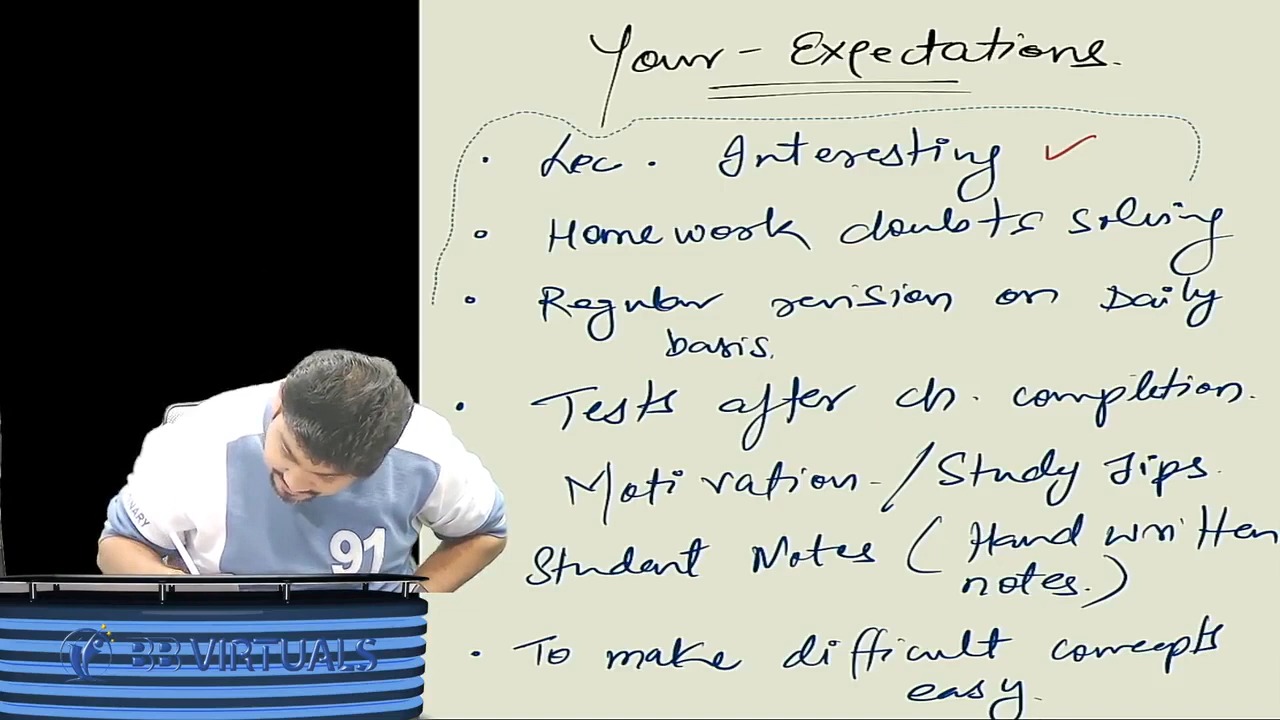 Your - Expectations.
• Lec. Interesting ✓
• Homework doubts solving
• Regular revision on Daily
basis.
• Tests after ch. completion.
Motivation - / Study Tips.
Student Notes (Hand written
notes.)
• To make difficult concepts
easy.
NARY
91
BB VIRTUALS